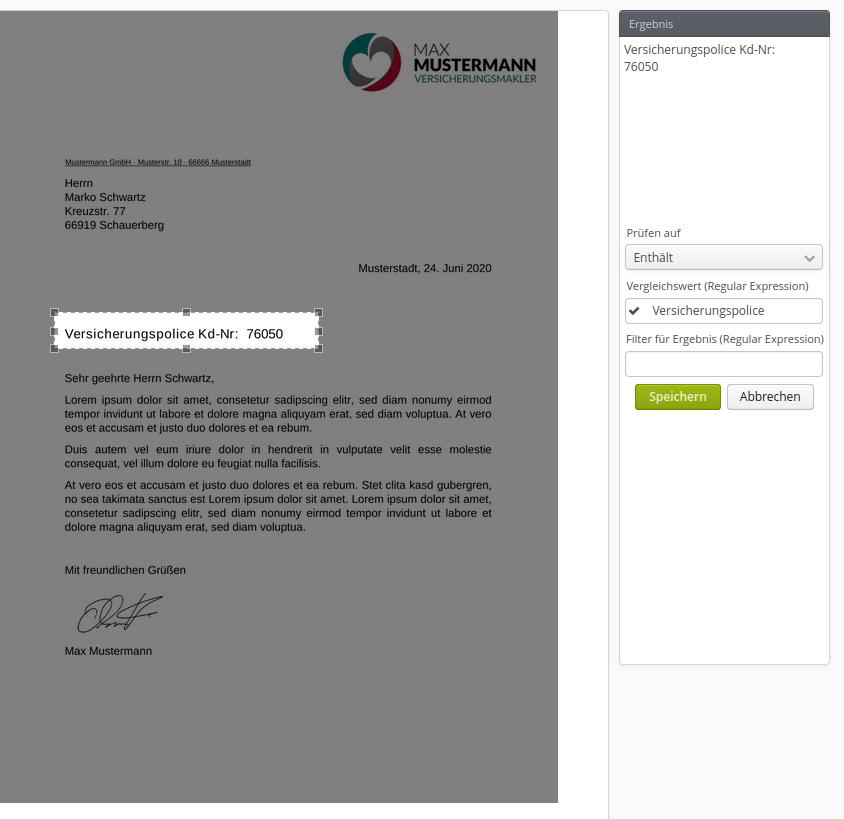 MAX
MUSTERMANN
VERSICHERUNGSMAKLER
Mustermann GmbH - Musterstr. 10 - 66666 Musterstadt
Herrn
Marko Schwartz
Kreuzstr. 77
66919 Schauerberg
Musterstadt, 24. Juni 2020
Versicherungspolice Kd-Nr: 76050
Sehr geehrte Herrn Schwartz,
Lorem ipsum dolor sit amet, consetetur sadipscing elitr, sed diam nonumy eirmod
tempor invidunt ut labore et dolore magna aliquyam erat, sed diam voluptua. At vero
eos et accusam et justo duo dolores et ea rebum.
Duis autem vel eum iriure dolor in hendrerit in vulputate velit esse molestie
consequat, vel illum dolore eu feugiat nulla facilisis.
At vero eos et accusam et justo duo dolores et ea rebum. Stet clita kasd gubergren,
no sea takimata sanctus est Lorem ipsum dolor sit amet. Lorem ipsum dolor sit amet,
consetetur sadipscing elitr, sed diam nonumy eirmod tempor invidunt ut labore et
dolore magna aliquyam erat, sed diam voluptua.
Mit freundlichen Grüßen
Max Mustermann
Ergebnis
Versicherungspolice Kd-Nr:
76050
Prüfen auf
Enthält
Vergleichswert (Regular Expression)
Versicherungspolice
Filter für Ergebnis (Regular Expression)
Speichern
Abbrechen